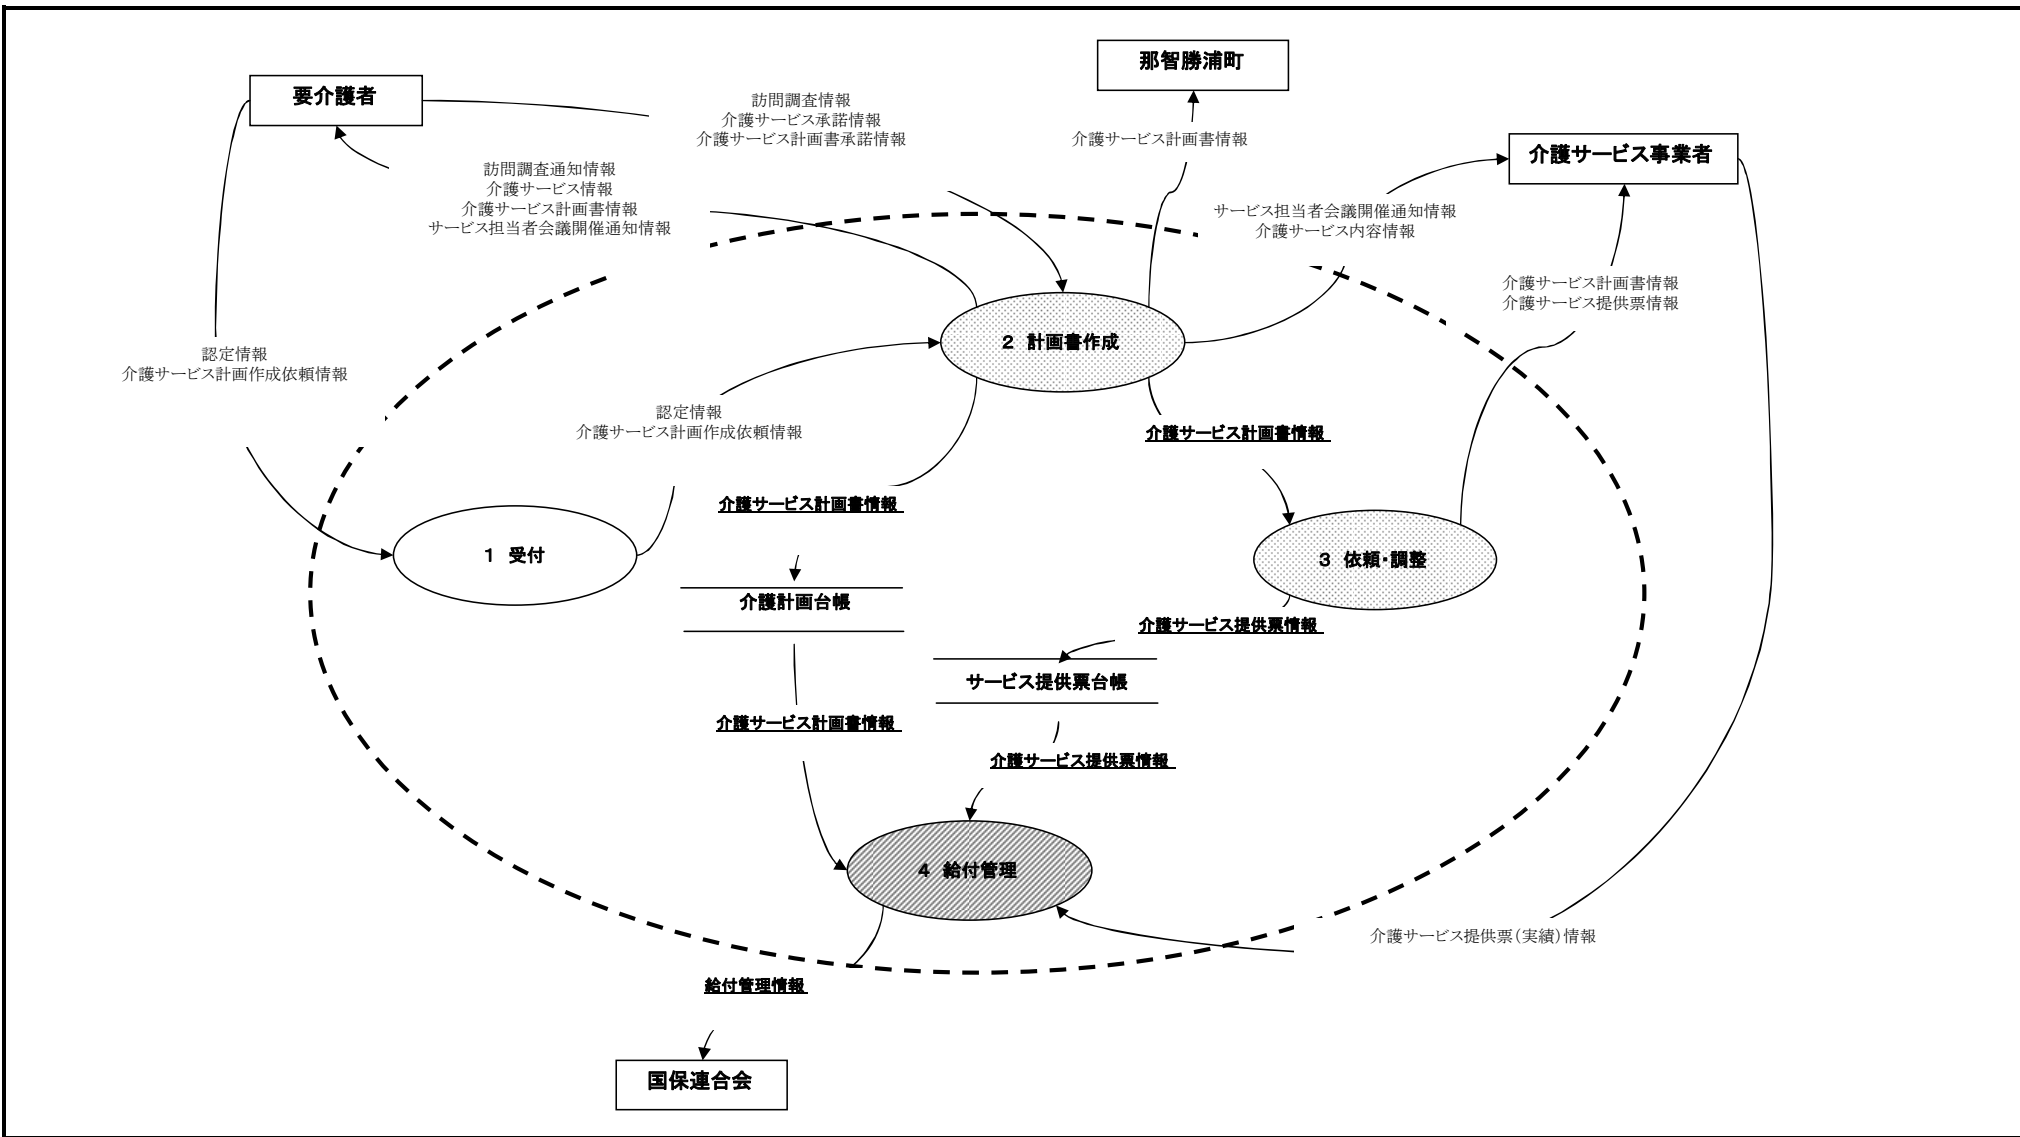 那智勝浦町
要介護者
訪問調査情報
介護サービス承諾情報
介護サービス計画書承諾情報
介護サービス計画書情報
介護サービス事業者
訪問調査通知情報
介護サービス情報
介護サービス計画書情報
サービス担当者会議開催通知情報
サービス担当者会議開催通知情報
介護サービス内容情報
介護サービス計画書情報
介護サービス提供票情報
2 計画書作成
認定情報
介護サービス計画作成依頼情報
認定情報
介護サービス計画作成依頼情報
介護サービス計画書情報
介護サービス計画書情報
1 受付
3 依頼・調整
介護計画台帳
介護サービス提供票情報
サービス提供票台帳
介護サービス計画書情報
介護サービス提供票情報
4 給付管理
介護サービス提供票(実績)情報
給付管理情報
国保連合会